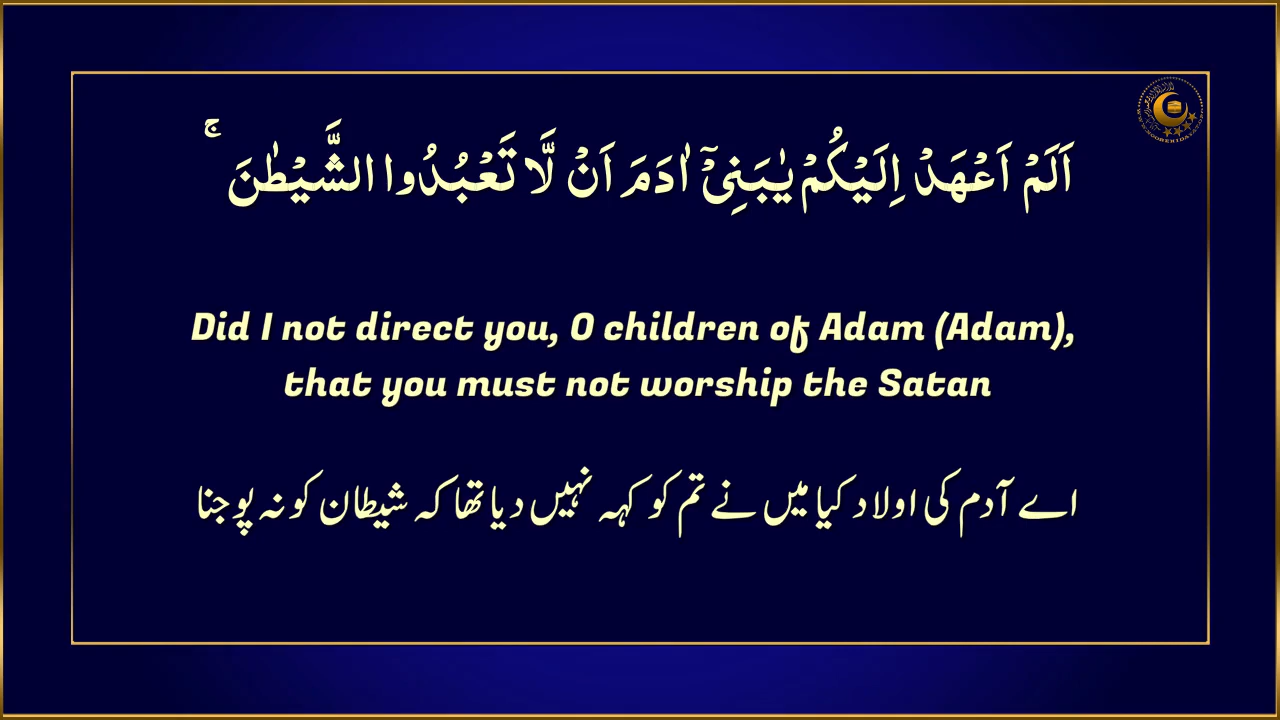 اَلَمْ اَعْهَدْ اِلَيْكُمْ يٰبَنِيْٓ اٰدَمَ اَنْ لَّا تَعْبُدُوا الشَّيْطٰنَ ۚ
Did I not direct you, O children of Adam (Adam),
that you must not worship the Satan
اے آدم کی اولاد کیا میں نے تم کو کہہ نہیں دیا تھا کہ شیطان کو نہ پوجنا